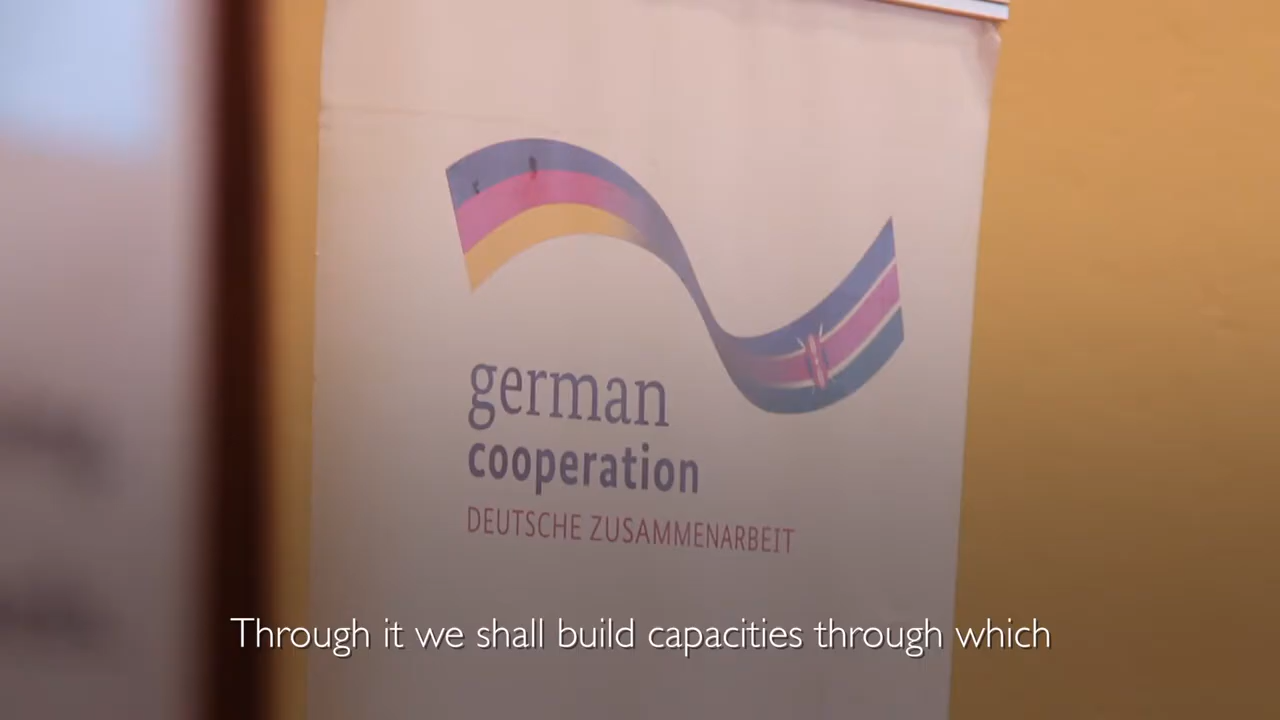 german
cooperation
DEUTSCHE ZUSAMMENARBEIT
Through it we shall build capacities through which